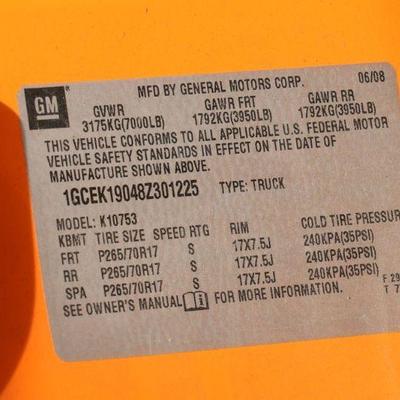 GM
MFD BY GENERAL MOTORS CORP. 06/08
GVWR GAWR FRT GAWR RR
3175KG(7000LB) 1792KG(3950LB) 1792KG(3950LB)
THIS VEHICLE CONFORMS TO ALL APPLICABLE U.S. FEDERAL MOTOR
VEHICLE SAFETY STANDARDS IN EFFECT ON THE DATE OF
MANUFACTURE SHOWN ABOVE.
1GCEK19048Z301225 TYPE: TRUCK
MODEL: K10753
KBMT TIRE SIZE SPEED RTG RIM COLD TIRE PRESSUR
FRT P265/70R17 S 17X7.5J 240KPA(35PSI)
RR P265/70R17 S 17X7.5J 240KPA(35PSI)
SPA P265/70R17 S 17X7.5J 240KPA(35PSI)
SEE OWNER'S MANUAL FOR MORE INFORMATION.
F 29
T 7